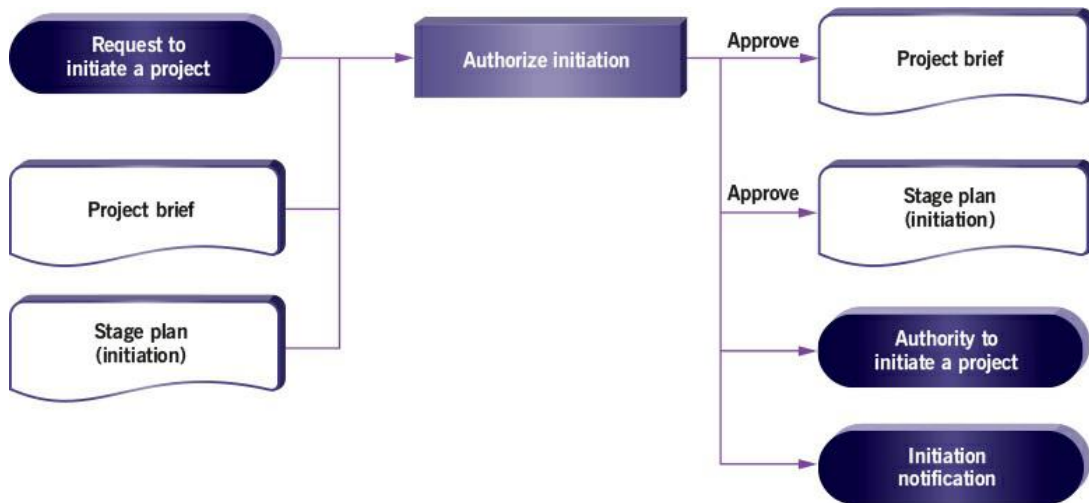 Request to
initiate a project
Project brief
Stage plan
(initiation)
Authorize initiation
Approve
Project brief
Approve
Stage plan
(initiation)
Authority to
initiate a project
Initiation
notification